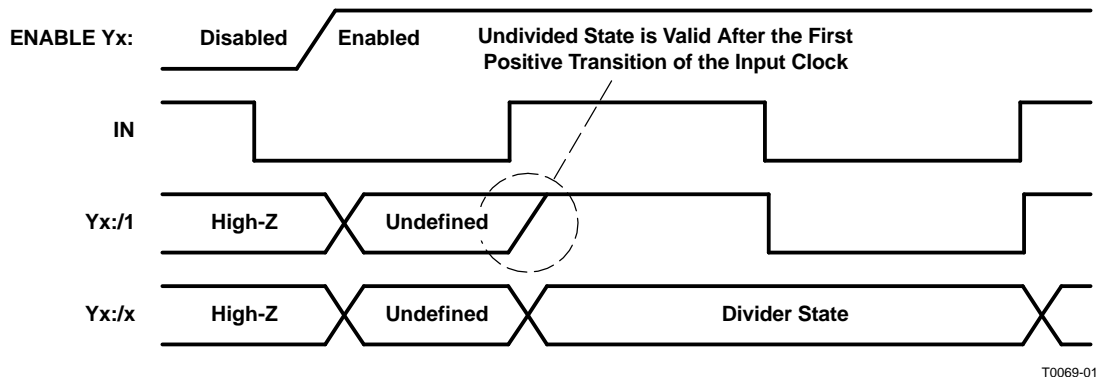 ENABLE Yx: Disabled Enabled Undivided State is Valid After the First
Positive Transition of the Input Clock
IN
Yx:/1 High-Z Undefined
Yx:/x High-Z Undefined Divider State
T0069-01